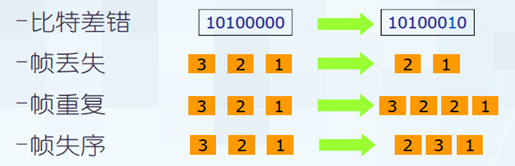 -比特差错 10100000 10100010
-帧丢失 3 2 1 2 1
-帧重复 3 2 1 3 2 2 1
-帧失序 3 2 1 2 3 1